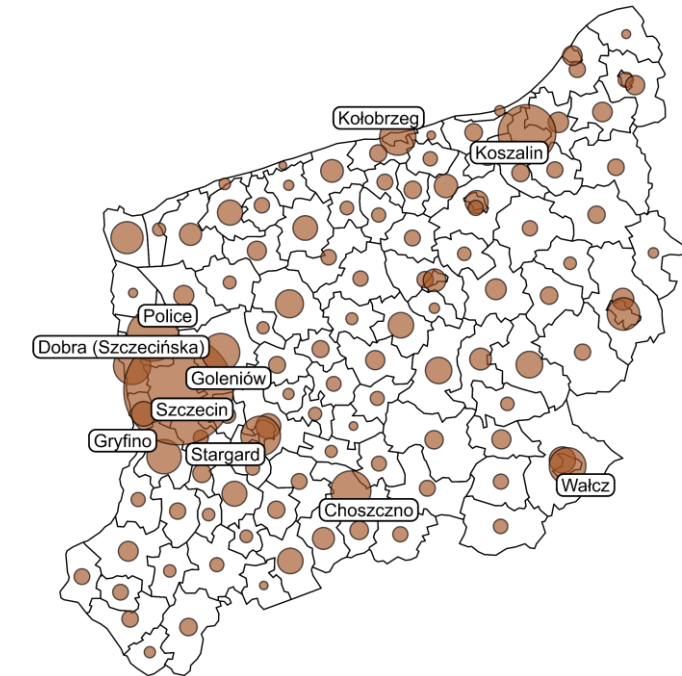 Kołobrzeg
Koszalin
Police
Dobra (Szczecińska)
Goleniów
Szczecin
Gryfino
Stargard
Wałcz
Choszczno